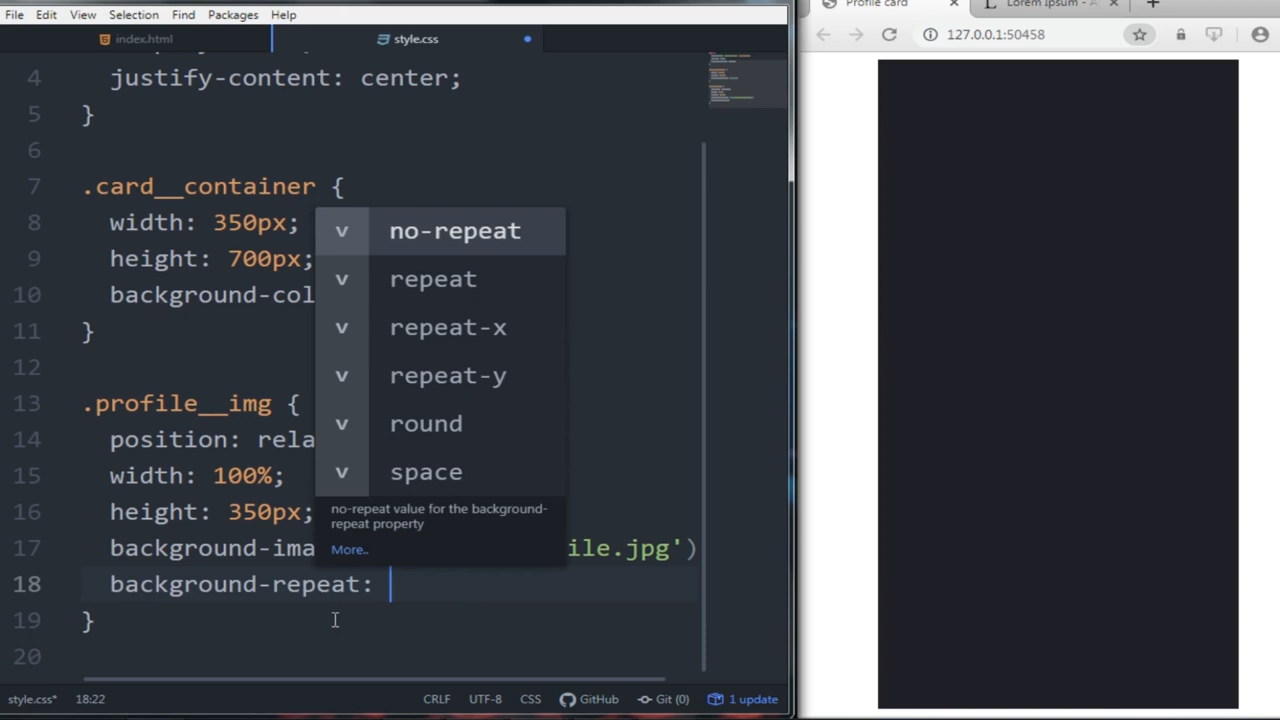 File Edit View Selection Find Packages Help
index.html
style.css
Profile card
Lorem Ipsum - A
127.0.0.1:50458
4 justify-content: center;
5 }
6
7 .card__container {
8 width: 350px;
9 height: 700px;
10 background-col
11 }
12
13 .profile__img {
14 position: rela
15 width: 100%;
16 height: 350px;
17 background-ima ile.jpg')
18 background-repeat:
19 }
20
v no-repeat
v repeat
v repeat-x
v repeat-y
v round
v space
no-repeat value for the background-
repeat property
More..
style.css* 18:22 CRLF UTF-8 CSS GitHub Git (0) 1 update